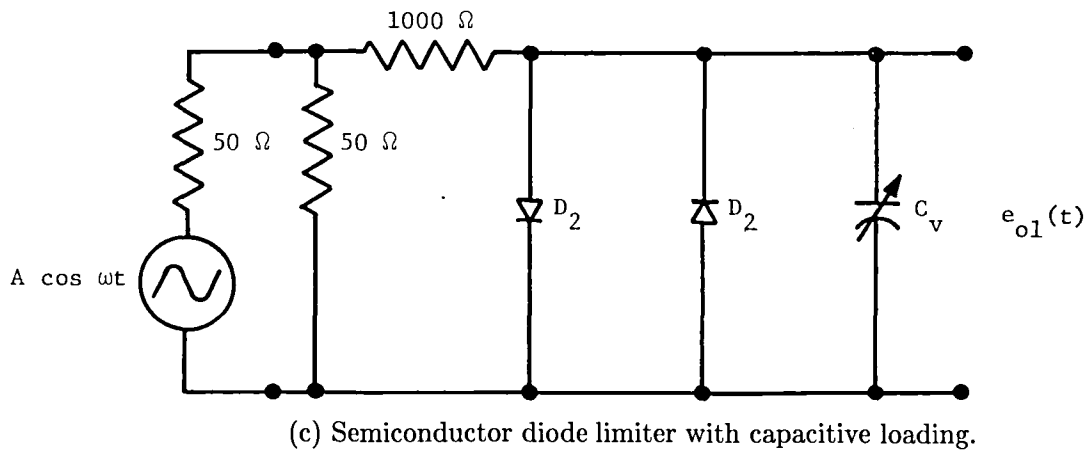 1000 Ω
50 Ω
50 Ω
D2
D2
Cv
eo1(t)
A cos ωt
(c) Semiconductor diode limiter with capacitive loading.